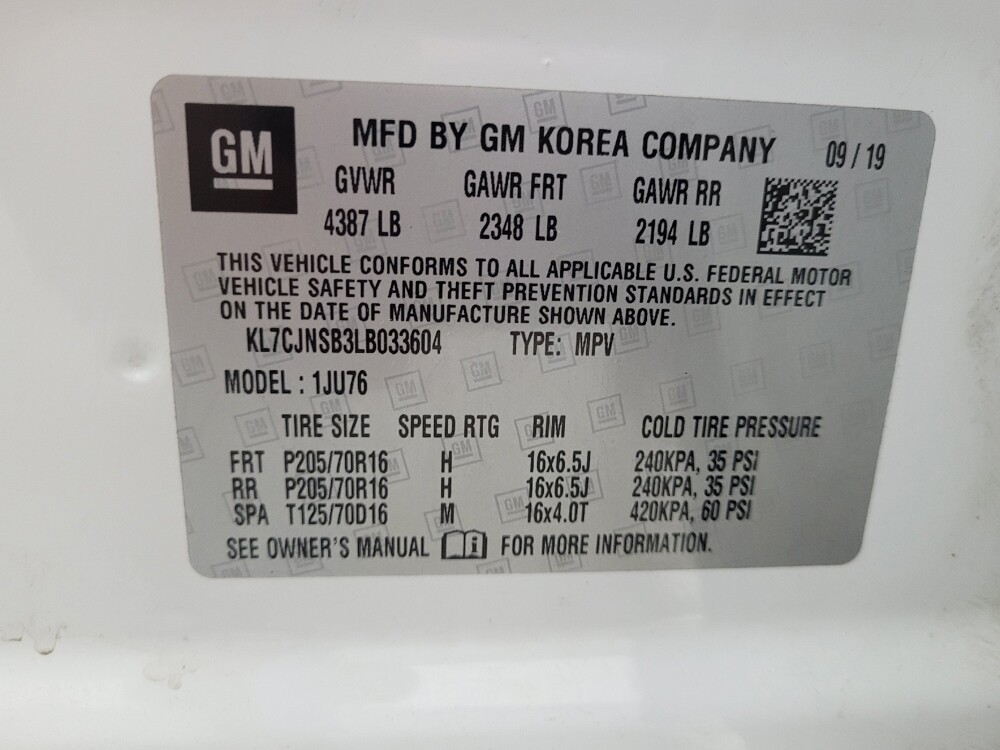 GM
MFD BY GM KOREA COMPANY 09 / 19
GVWR GAWR FRT GAWR RR
4387 LB 2348 LB 2194 LB
THIS VEHICLE CONFORMS TO ALL APPLICABLE U.S. FEDERAL MOTOR
VEHICLE SAFETY AND THEFT PREVENTION STANDARDS IN EFFECT
ON THE DATE OF MANUFACTURE SHOWN ABOVE.
KL7CJNSB3LB033604 TYPE: MPV
MODEL : 1JU76
TIRE SIZE SPEED RTG RIM COLD TIRE PRESSURE
FRT P205/70R16 H 16x6.5J 240KPA, 35 PSI
RR P205/70R16 H 16x6.5J 240KPA, 35 PSI
SPA T125/70D16 M 16x4.0T 420KPA, 60 PSI
SEE OWNER'S MANUAL i FOR MORE INFORMATION.